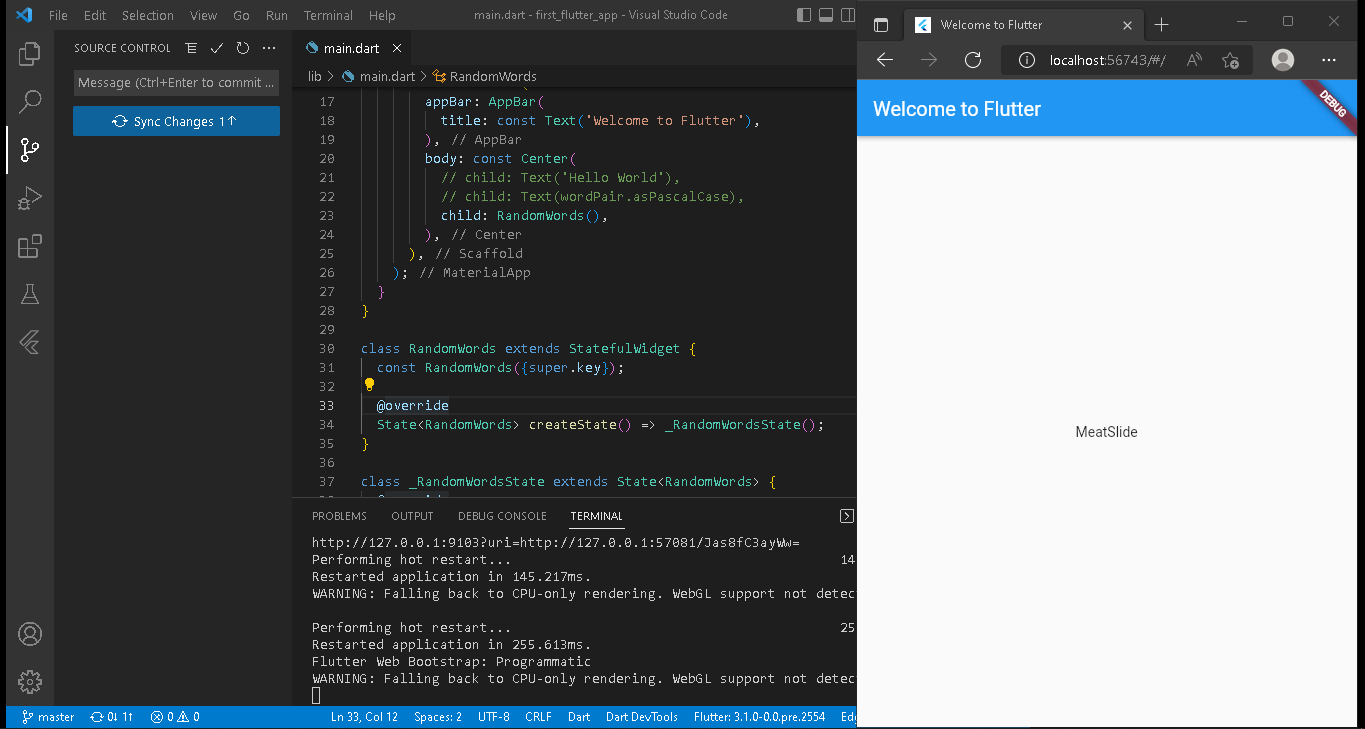 File Edit Selection View Go Run Terminal Help
main.dart - first_flutter_app - Visual Studio Code
SOURCE CONTROL
Message (Ctrl+Enter to commit ...
Sync Changes 1↑
main.dart
lib > main.dart > RandomWords
17 appBar: AppBar(
18 title: const Text('Welcome to Flutter'),
19 ), // AppBar
20 body: const Center(
21 // child: Text('Hello World'),
22 // child: Text(wordPair.asPascalCase),
23 child: RandomWords(),
24 ), // Center
25 ), // Scaffold
26 ); // MaterialApp
27 }
28 }
29
30 class RandomWords extends StatefulWidget {
31 const RandomWords({super.key});
32
33 @override
34 State<RandomWords> createState() => _RandomWordsState();
35 }
36
37 class _RandomWordsState extends State<RandomWords> {
PROBLEMS OUTPUT DEBUG CONSOLE TERMINAL
http://127.0.0.1:9103?uri=http://127.0.0.1:57081/Jas8fC3ayWw=
Performing hot restart... 14
Restarted application in 145.217ms.
WARNING: Falling back to CPU-only rendering. WebGL support not detec
Performing hot restart... 25
Restarted application in 255.613ms.
Flutter Web Bootstrap: Programmatic
WARNING: Falling back to CPU-only rendering. WebGL support not detec
master 0↓ 1↑ 0 0 Ln 33, Col 12 Spaces: 2 UTF-8 CRLF Dart Dart DevTools Flutter: 3.1.0-0.0.pre.2554 Ed
Welcome to Flutter
localhost:56743/#/
Welcome to Flutter
DEBUG
MeatSlide